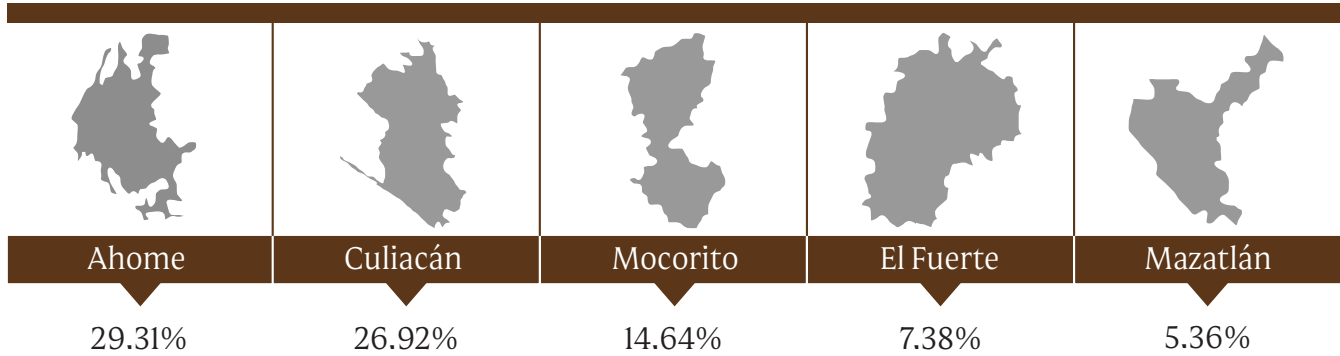 Ahome
Culiacán
Mocorito
El Fuerte
Mazatlán
29.31%
26.92%
14.64%
7.38%
5.36%